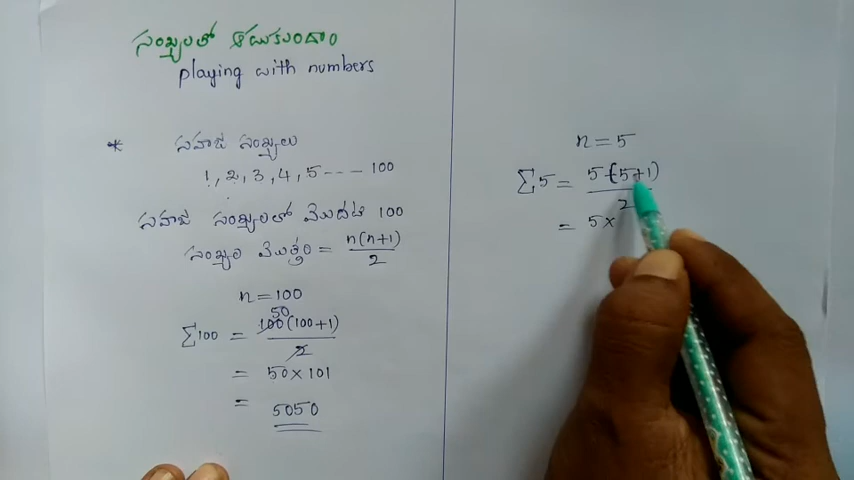 సంఖ్యలతో ఆడుకుందాం
playing with numbers
* సహజ సంఖ్యలు
1, 2, 3, 4, 5 --- 100
సహజ సంఖ్యలలో మొదటి 100
సంఖ్యల మొత్తం = n(n+1)/2
n = 100
50
Σ100 = 100(100+1)/2
= 50×101
= 5050
n = 5
Σ5 = 5(5+1)/2
= 5×